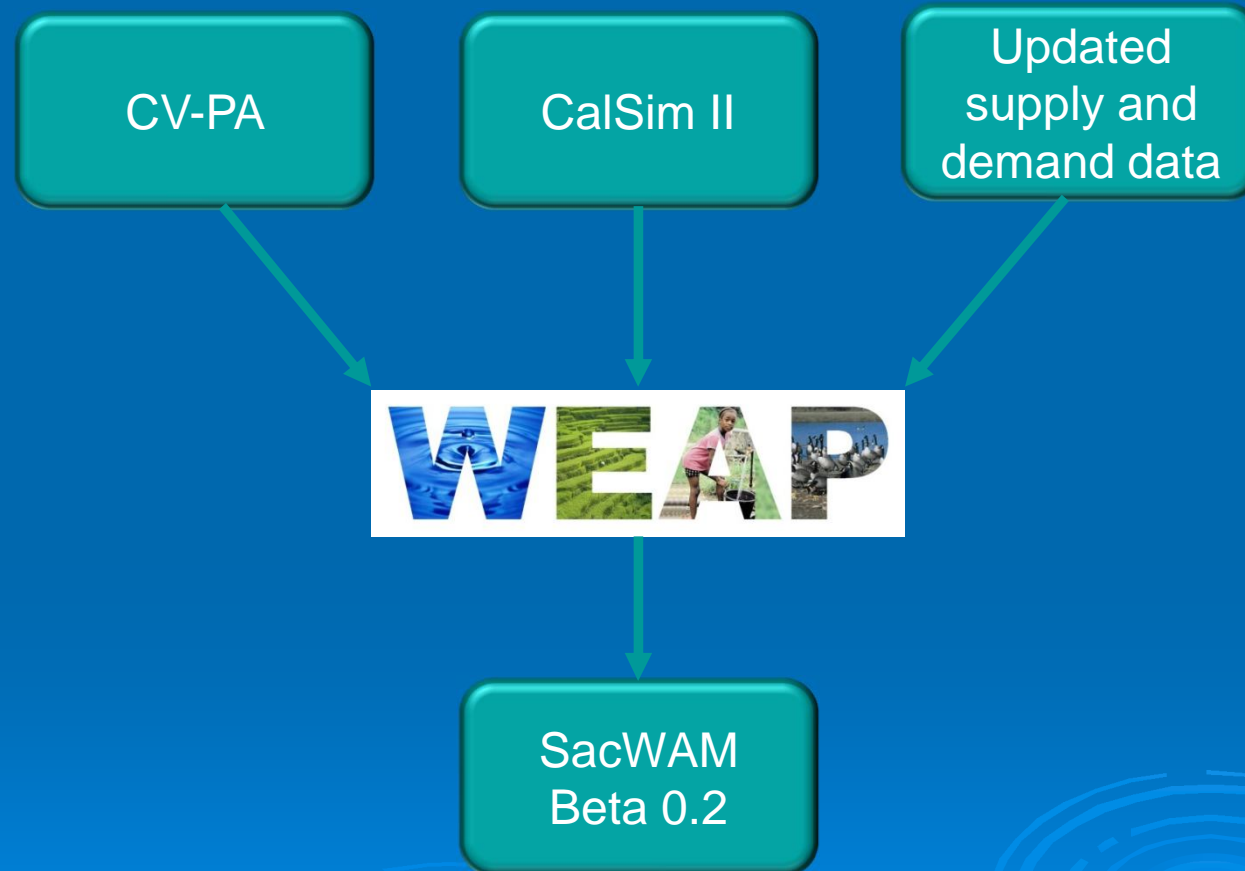 CV-PA
CalSim II
Updated
supply and
demand data
WEAP
SacWAM
Beta 0.2